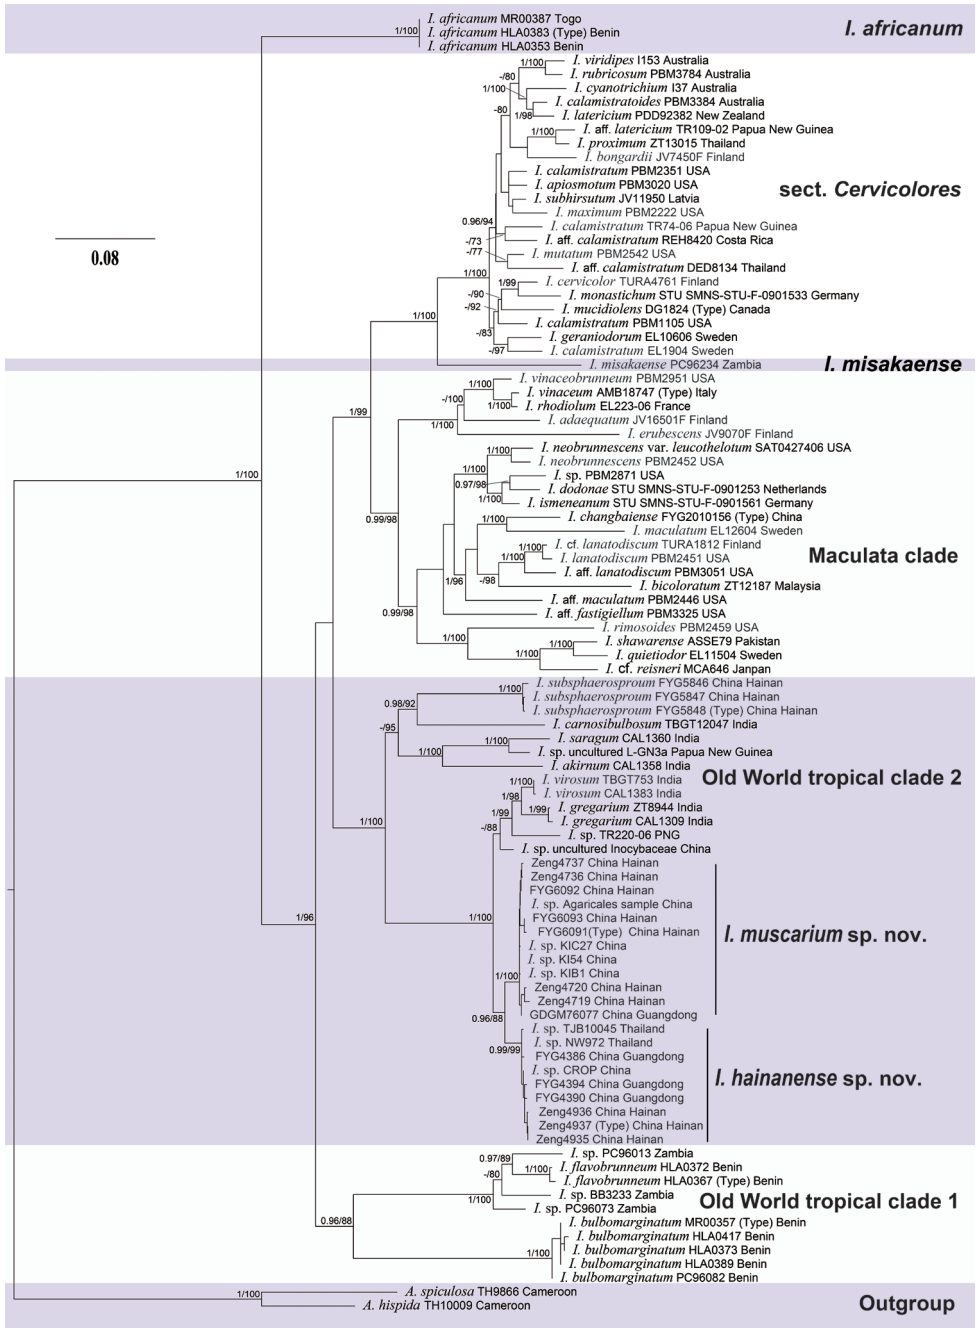 I. africanum MR00387 Togo
1/100
I. africanum HLA0383 (Type) Benin
I. africanum
I. africanum HLA0353 Benin
I. viridipes I153 Australia
1/100
I. rubricosum PBM3784 Australia
-/80
I. cyanotrichium I37 Australia
1/100
I. calamistratoides PBM3384 Australia
-80
I. latericium PDD92382 New Zealand
1/98
I. aff. latericium TR109-02 Papua New Guinea
1/100
I. proximum ZT13015 Thailand
I. bongardii JV7450F Finland
I. calamistratum PBM2351 USA
I. apiosmotum PBM3020 USA
sect. Cervicolores
I. subhirsutum JV11950 Latvia
I. maximum PBM2222 USA
0.96/94
I. calamistratum TR74-06 Papua New Guinea
-/73
I. aff. calamistratum REH8420 Costa Rica
-/77
I. mutatum PBM2542 USA
0.08
I. aff. calamistratum DED8134 Thailand
1/100
I. cervicolor TURA4761 Finland
1/99
I. monastichum STU SMNS-STU-F-0901533 Germany
-/90
I. mucidiolens DG1824 (Type) Canada
-/92
I. calamistratum PBM1105 USA
1/100
-/83
I. geraniodorum EL10606 Sweden
I. calamistratum EL1904 Sweden
-/97
I. misakaense PC96234 Zambia
I. misakaense
I. vinaceobrunneum PBM2951 USA
1/100
I. vinaceum AMB18747 (Type) Italy
-/100
I. rhodiolum EL223-06 France
1/100
1/99
I. adaequatum JV16501F Finland
1/100
I. erubescens JV9070F Finland
I. neobrunnescens var. leucothelotum SAT0427406 USA
1/100
I. neobrunnescens PBM2452 USA
1/100
1/100
I. sp. PBM2871 USA
0.97/98
I. dodonae STU SMNS-STU-F-0901253 Netherlands
I. ismeneanum STU SMNS-STU-F-0901561 Germany
1/100
0.99/98
I. changbaiense FYG2010156 (Type) China
1/100
I. maculatum EL12604 Sweden
I. cf. lanatodiscum TURA1812 Finland
1/100
Maculata clade
I. lanatodiscum PBM2451 USA
1/100
I. aff. lanatodiscum PBM3051 USA
1/96
-/98
I. bicoloratum ZT12187 Malaysia
I. aff. maculatum PBM2446 USA
0.99/98
I. aff. fastigiellum PBM3325 USA
I. rimosoides PBM2459 USA
1/100
I. shawarense ASSE79 Pakistan
1/100
I. quietiodor EL11504 Sweden
1/100
I. cf. reisneri MCA646 Janpan
I. subsphaerosproum FYG5846 China Hainan
1/100
I. subsphaerosproum FYG5847 China Hainan
0.98/92
I. subsphaerosproum FYG5848 (Type) China Hainan
-/95
I. carnosibulbosum TBGT12047 India
I. saragum CAL1360 India
1/100
I. sp. uncultured L-GN3a Papua New Guinea
1/100
I. akirnum CAL1358 India
Old World tropical clade 2
I. virosum TBGT753 India
1/100
I. virosum CAL1383 India
1/98
I. gregarium ZT8944 India
1/99
1/99
I. gregarium CAL1309 India
1/100
-/88
I. sp. TR220-06 PNG
I. sp. uncultured Inocybaceae China
Zeng4737 China Hainan
Zeng4736 China Hainan
FYG6092 China Hainan
I. sp. Agaricales sample China
1/96
1/100
FYG6093 China Hainan
FYG6091(Type) China Hainan
I. muscarium sp. nov.
I. sp. KIC27 China
I. sp. KI54 China
I. sp. KIB1 China
1/100
Zeng4720 China Hainan
Zeng4719 China Hainan
GDGM76077 China Guangdong
0.96/88
I. sp. TJB10045 Thailand
I. sp. NW972 Thailand
0.99/99
FYG4386 China Guangdong
I. sp. CROP China
I. hainanense sp. nov.
FYG4394 China Guangdong
FYG4390 China Guangdong
Zeng4936 China Hainan
Zeng4937 (Type) China Hainan
Zeng4935 China Hainan
I. sp. PC96013 Zambia
0.97/89
I. flavobrunneum HLA0372 Benin
1/100
-/80
I. flavobrunneum HLA0367 (Type) Benin
I. sp. BB3233 Zambia
Old World tropical clade 1
1/100
I. sp. PC96073 Zambia
0.96/88
I. bulbomarginatum MR00357 (Type) Benin
I. bulbomarginatum HLA0417 Benin
I. bulbomarginatum HLA0373 Benin
1/100
I. bulbomarginatum HLA0389 Benin
I. bulbomarginatum PC96082 Benin
A. spiculosa TH9866 Cameroon
1/100
A. hispida TH10009 Cameroon
Outgroup